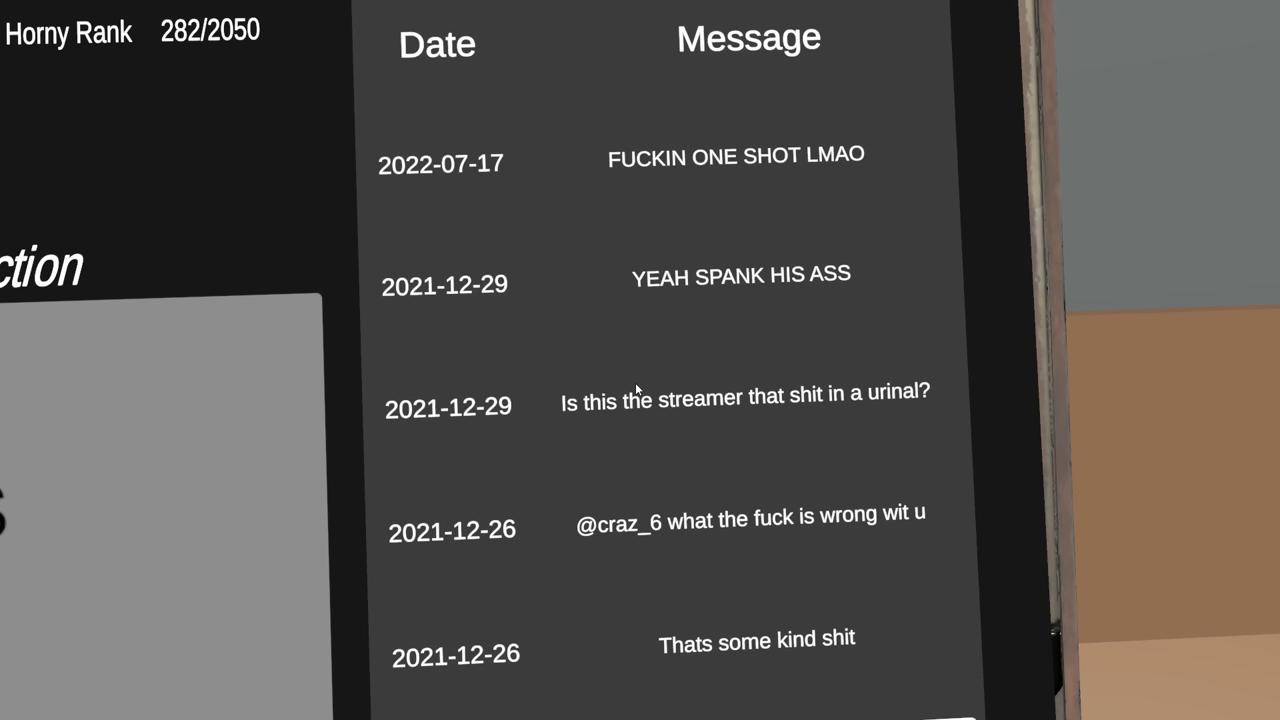 Horny Rank 282/2050
Date Message
2022-07-17 FUCKIN ONE SHOT LMAO
ction
2021-12-29 YEAH SPANK HIS ASS
2021-12-29 Is this the streamer that shit in a urinal?
2021-12-26 @craz_6 what the fuck is wrong wit u
2021-12-26 Thats some kind shit